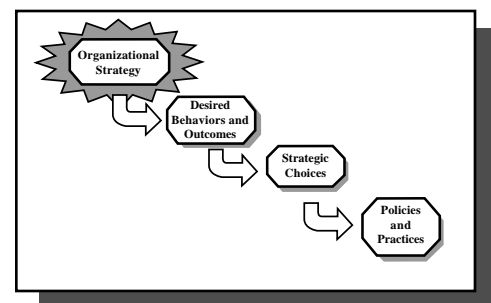 Organizational
Strategy
Desired
Behaviors and
Outcomes
Strategic
Choices
Policies
and
Practices